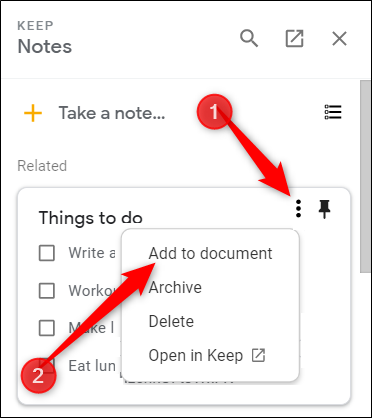 KEEP
Notes
Take a note...
1
Related
Things to do
Write a
Add to document
Workou
Archive
Make l
Delete
2
Eat lun
Open in Keep